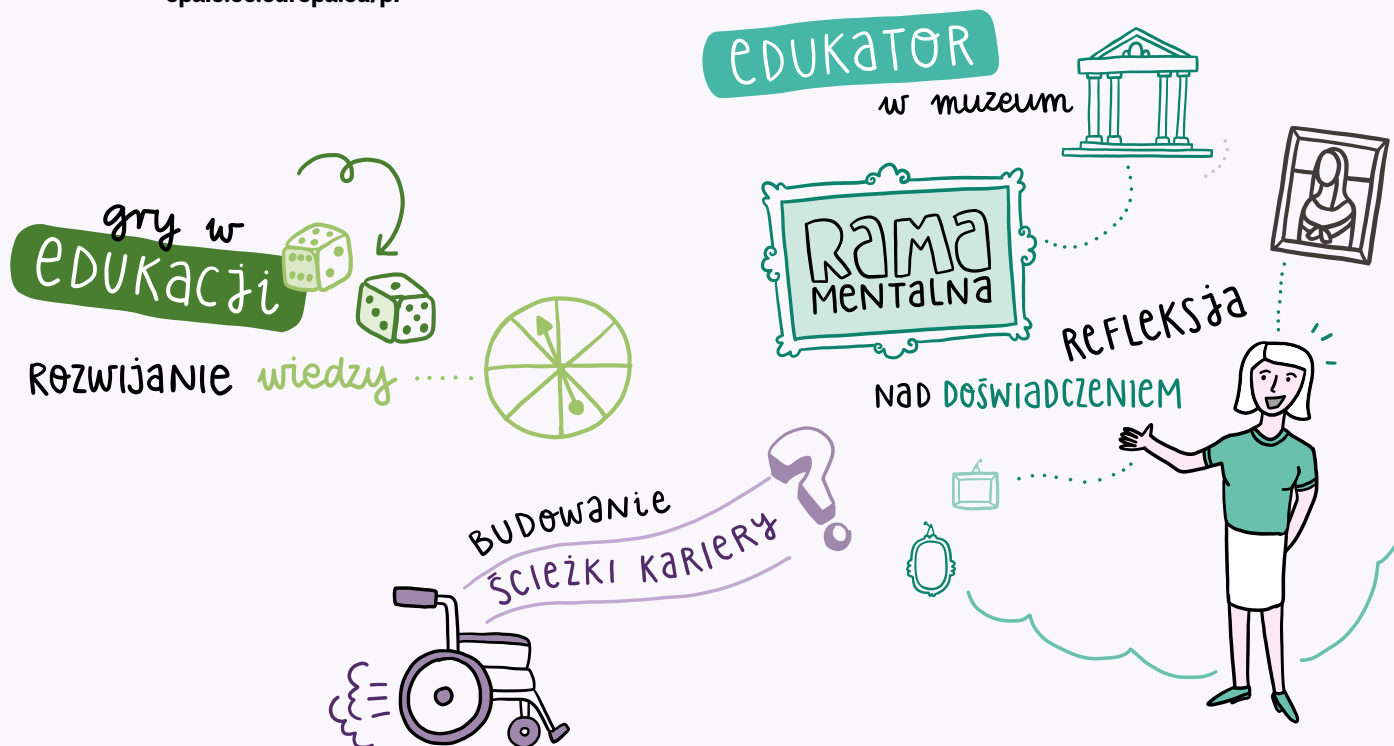 EDUKATOR
w muzeum
RAMA
MENTALNA
REFLEKSJA
NAD DOŚWIADCZENIEM
gry w
EDUKACJI
ROZWIJANIE wiedzy
BUDOWANIE
ŚCIEŻKI KARIERY